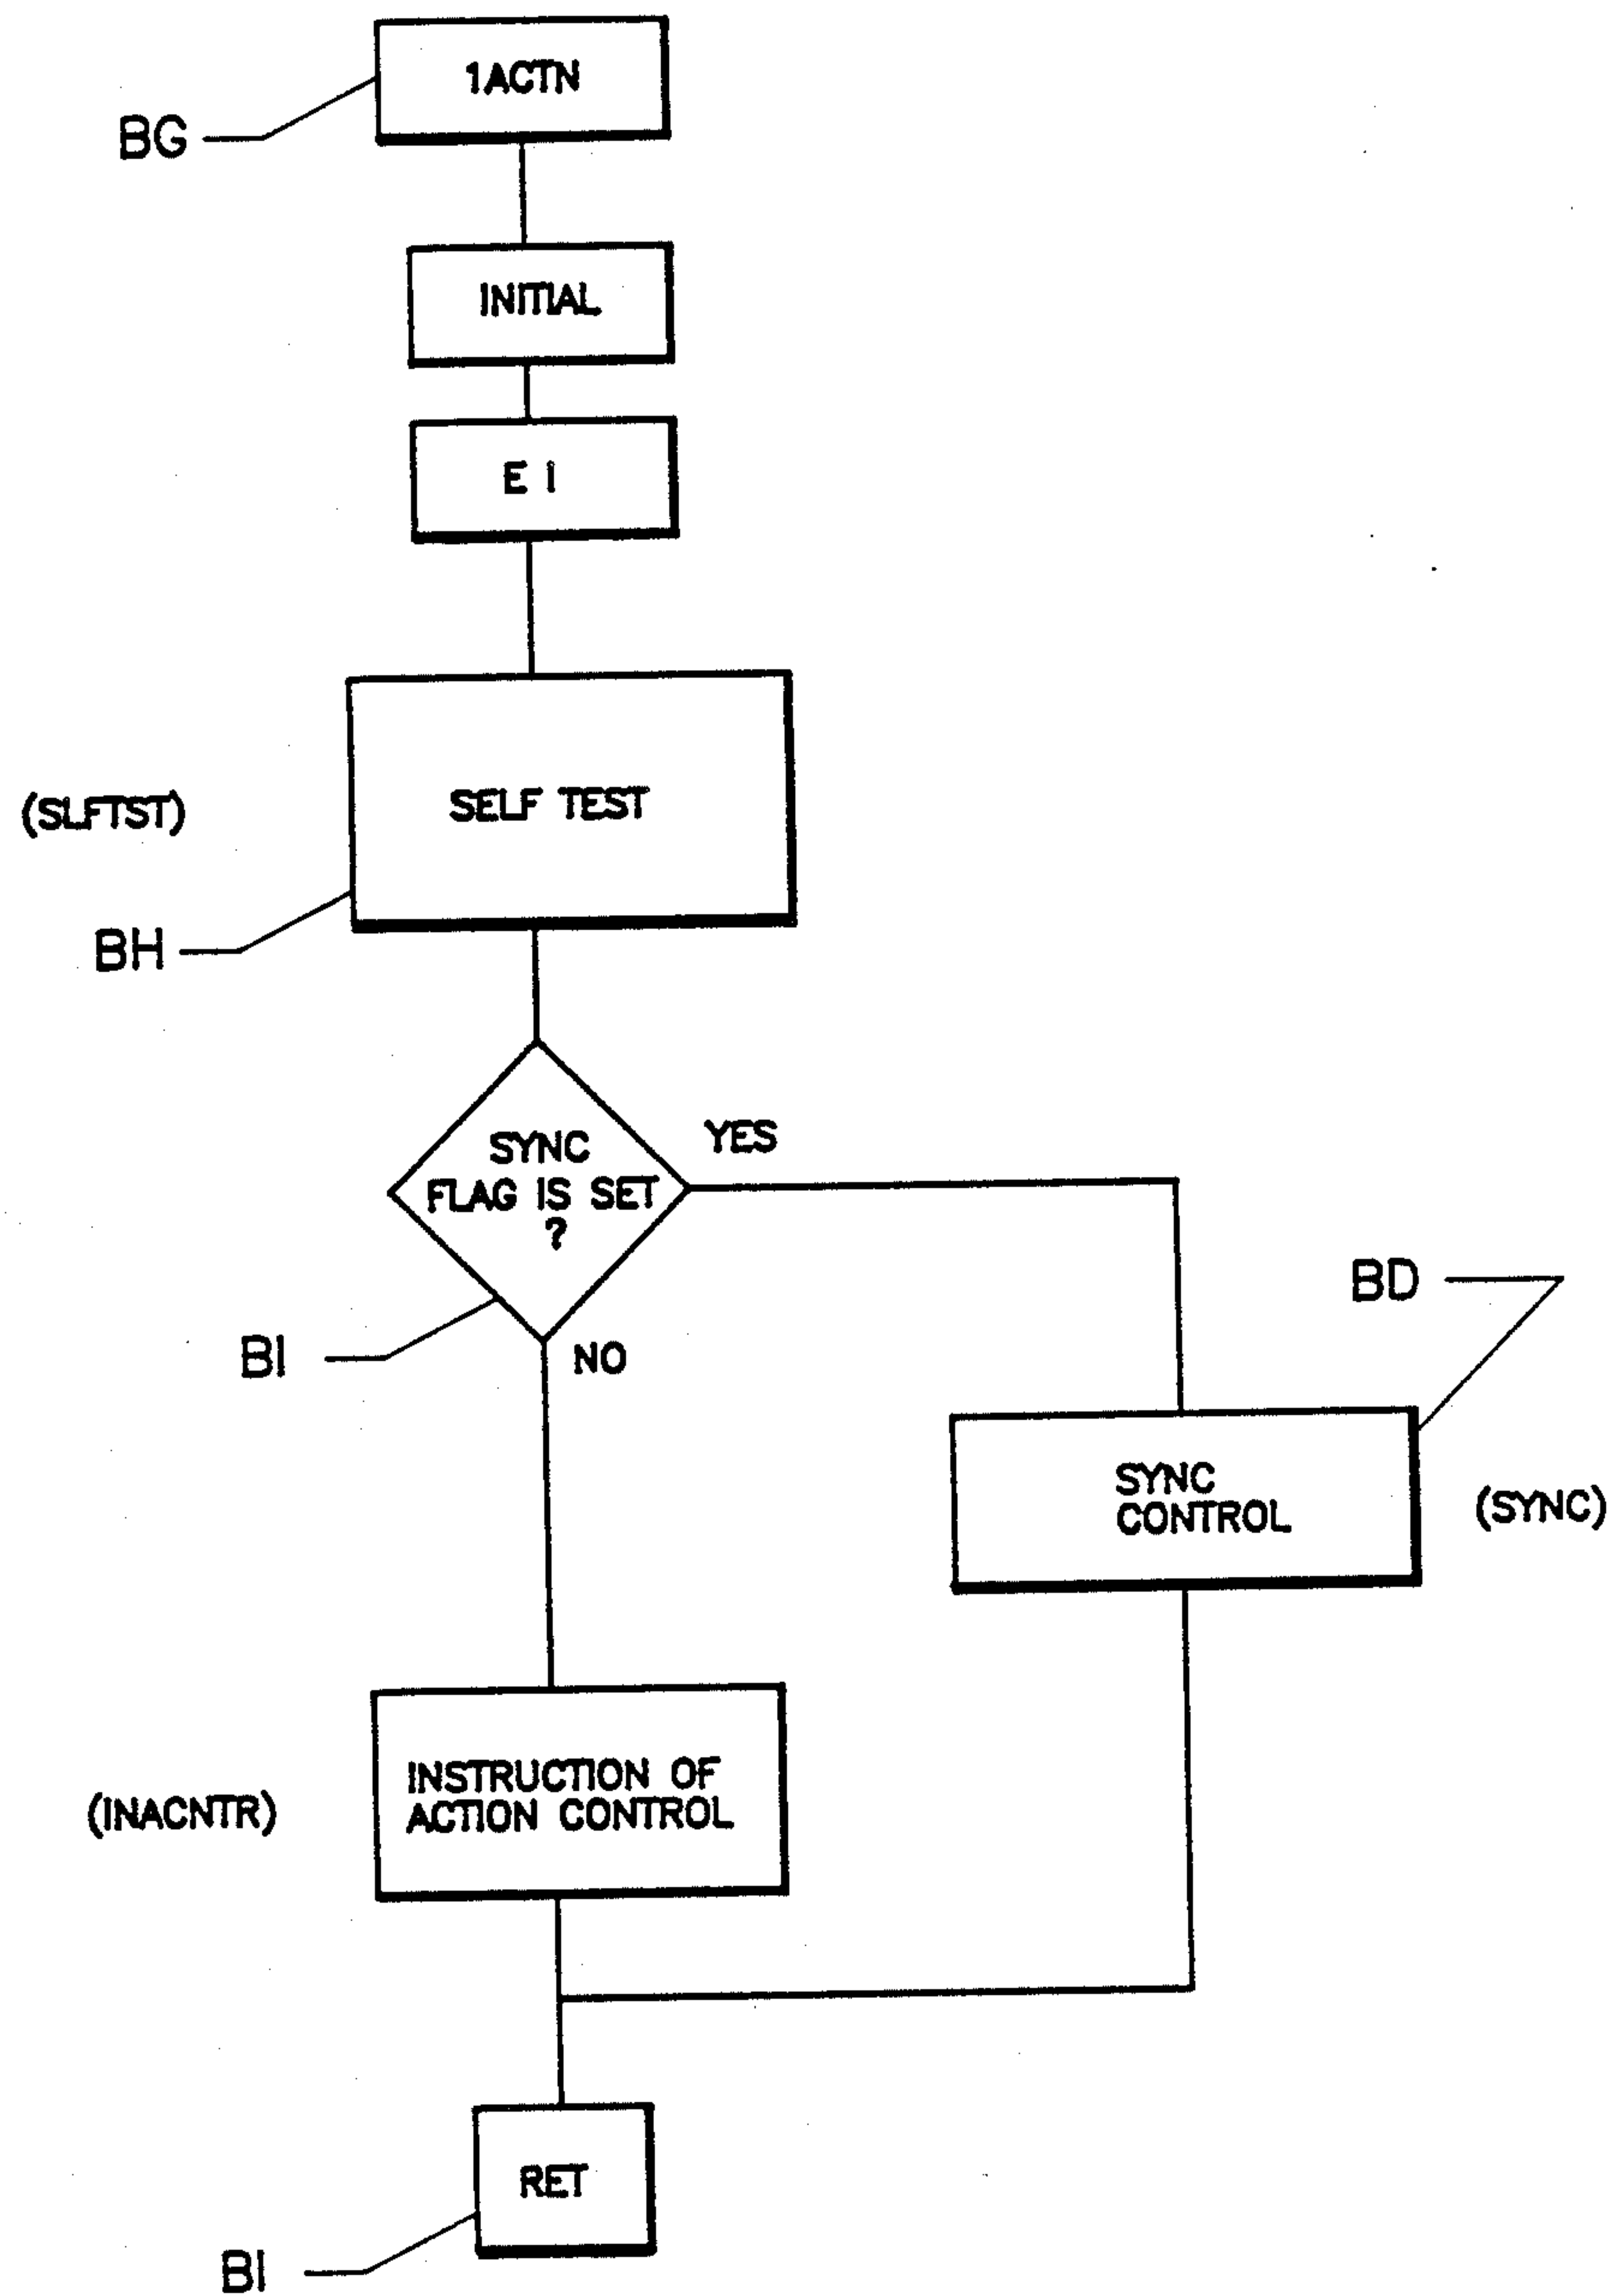 1ACTN
BG
INITIAL
E I
SELF TEST
(SLFTST)
BH
SYNC
FLAG IS SET
?
YES
BI
NO
BD
SYNC
CONTROL
(SYNC)
INSTRUCTION OF
ACTION CONTROL
(INACNTR)
RET
BI